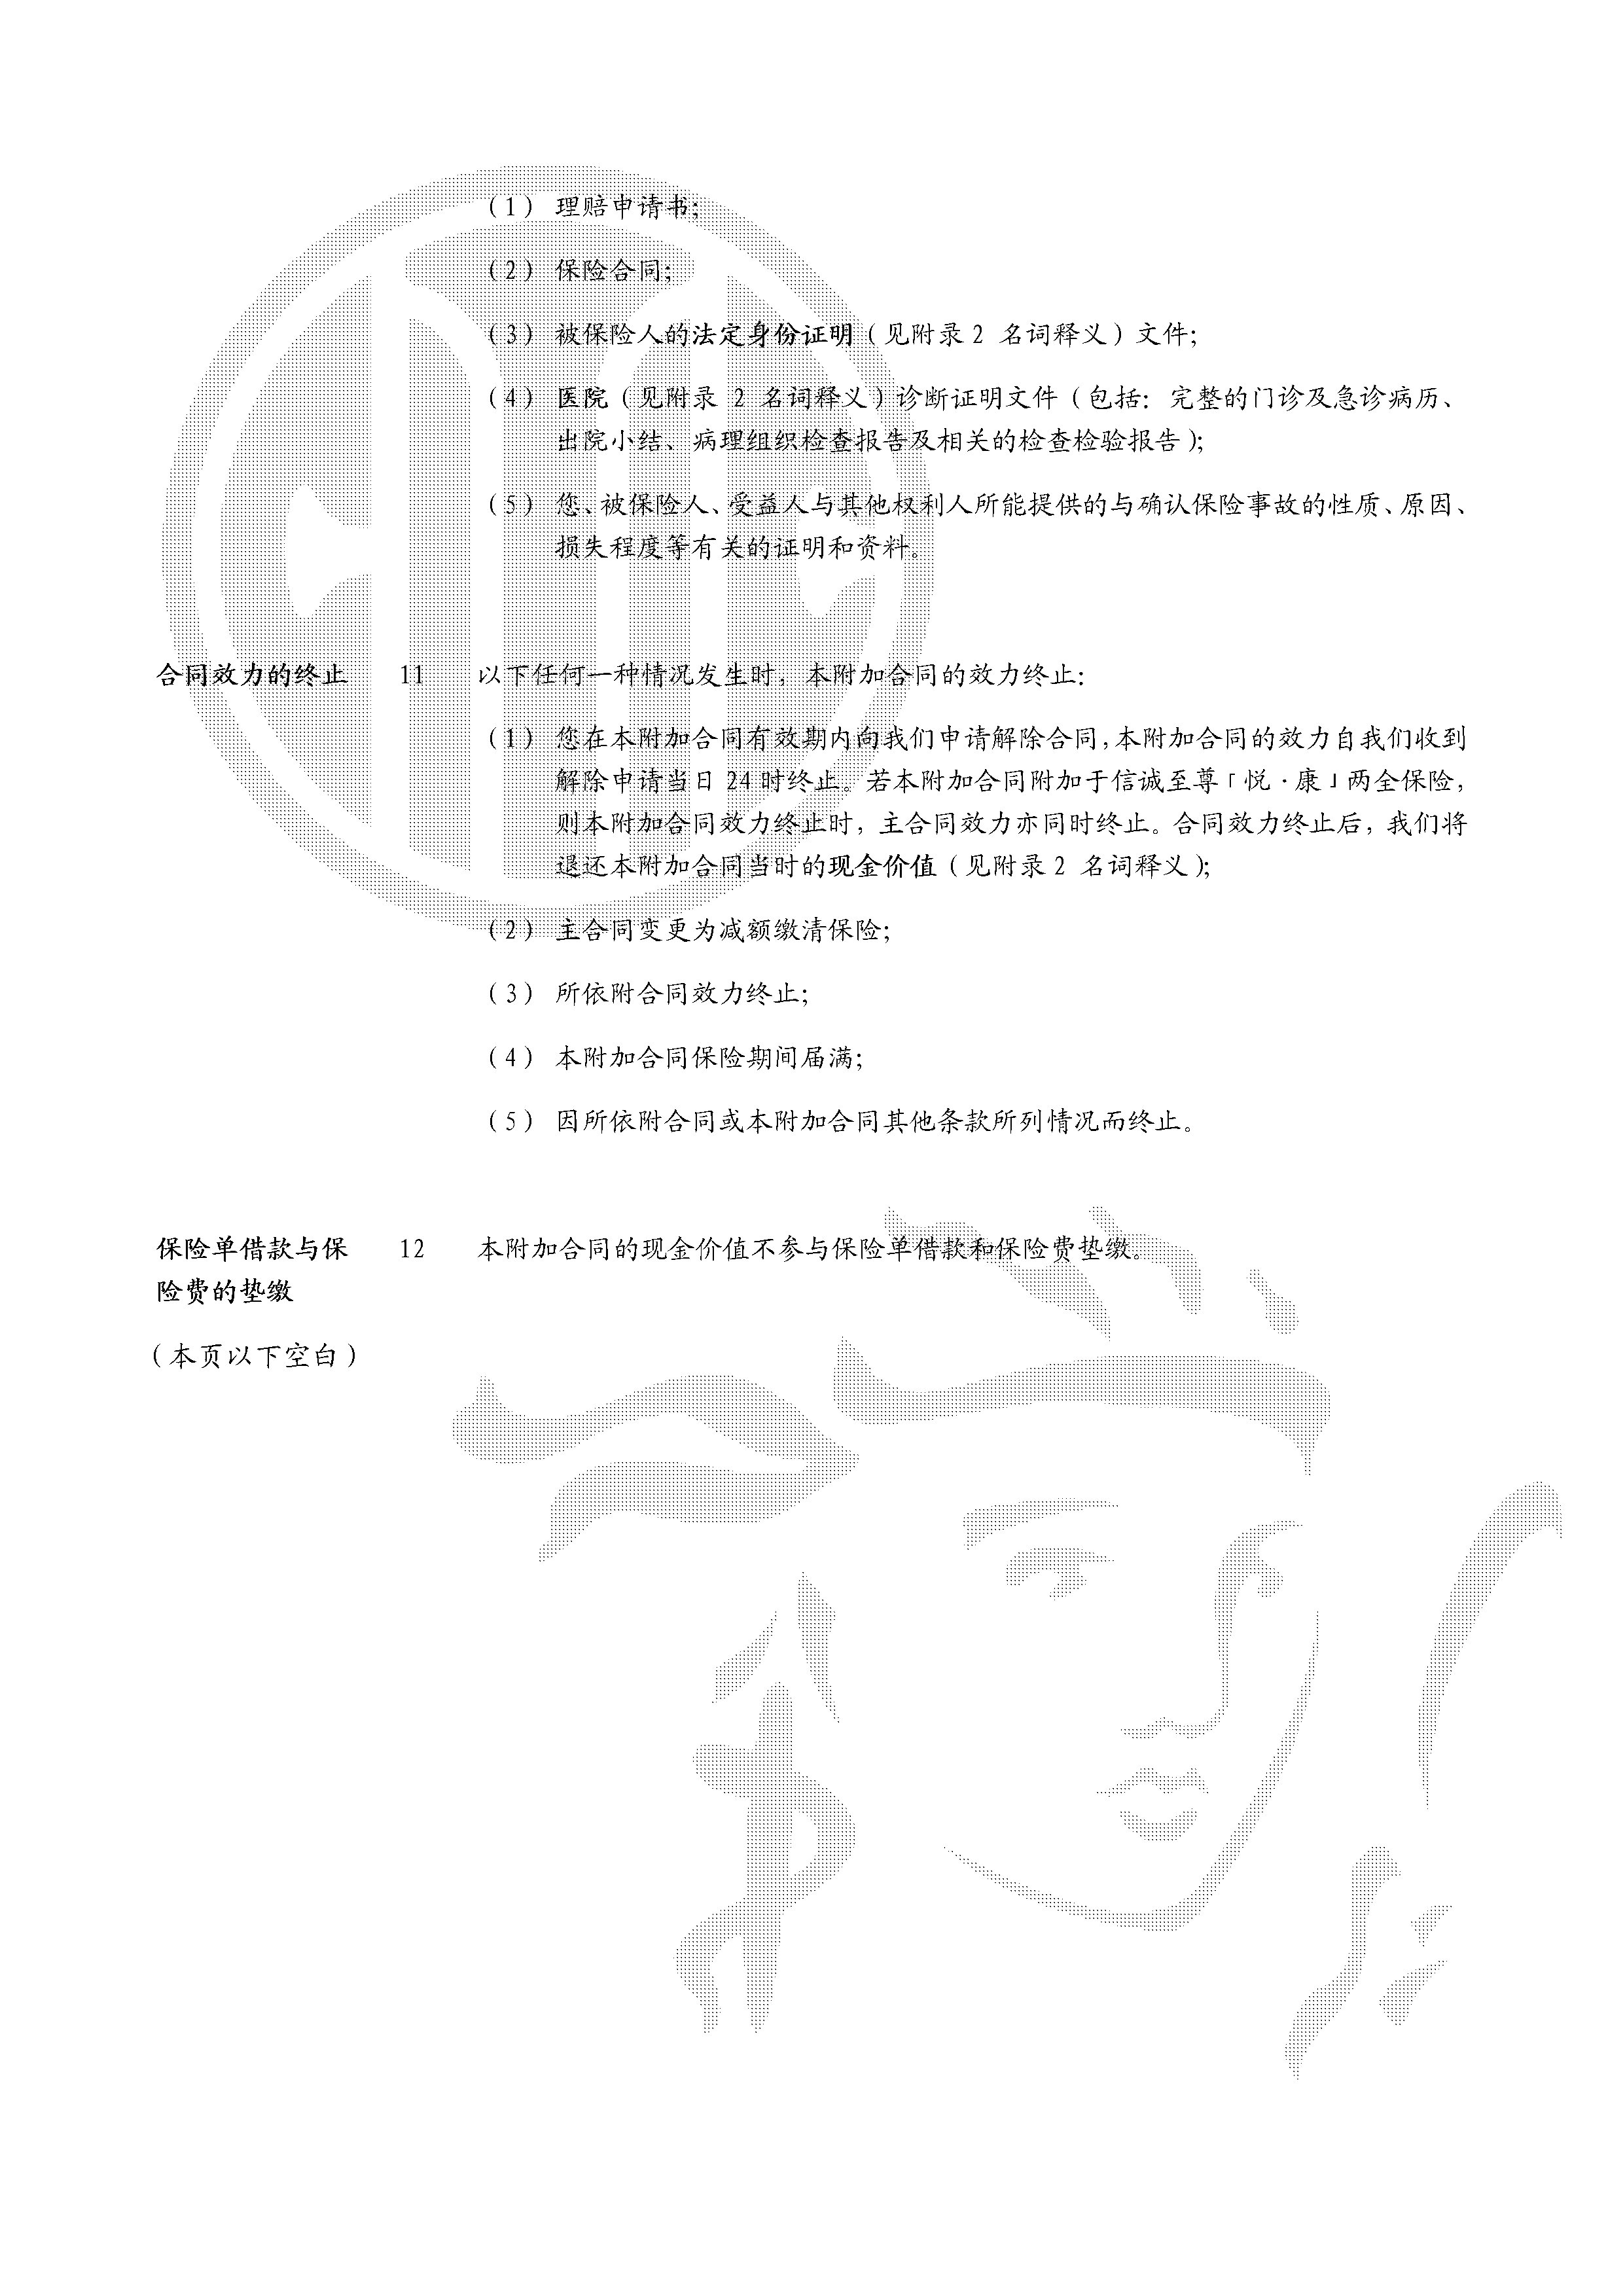 （1） 理赔申请书；
（2） 保险合同；
（3） 被保险人的法定身份证明（见附录2 名词释义）文件；
（4） 医院（见附录 2 名词释义）诊断证明文件（包括：完整的门诊及急诊病历、
出院小结、病理组织检查报告及相关的检查检验报告）；
（5） 您、被保险人、受益人与其他权利人所能提供的与确认保险事故的性质、原因、
损失程度等有关的证明和资料。
合同效力的终止 11 以下任何一种情况发生时，本附加合同的效力终止：
（1） 您在本附加合同有效期内向我们申请解除合同，本附加合同的效力自我们收到
解除申请当日24时终止。若本附加合同附加于信诚至尊「悦·康」两全保险，
则本附加合同效力终止时，主合同效力亦同时终止。合同效力终止后，我们将
退还本附加合同当时的现金价值（见附录2 名词释义）；
（2） 主合同变更为减额缴清保险；
（3） 所依附合同效力终止；
（4） 本附加合同保险期间届满；
（5） 因所依附合同或本附加合同其他条款所列情况而终止。
保险单借款与保 12 本附加合同的现金价值不参与保险单借款和保险费垫缴。
险费的垫缴
（本页以下空白）